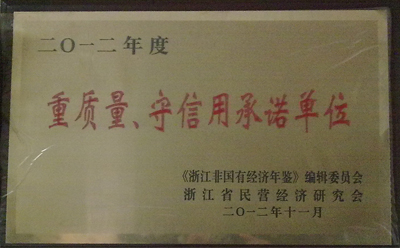 二〇一二年度
重质量、守信用承诺单位
《浙江非国有经济年鉴》编辑委员会
浙江省民营经济研究会
二〇一二年十一月